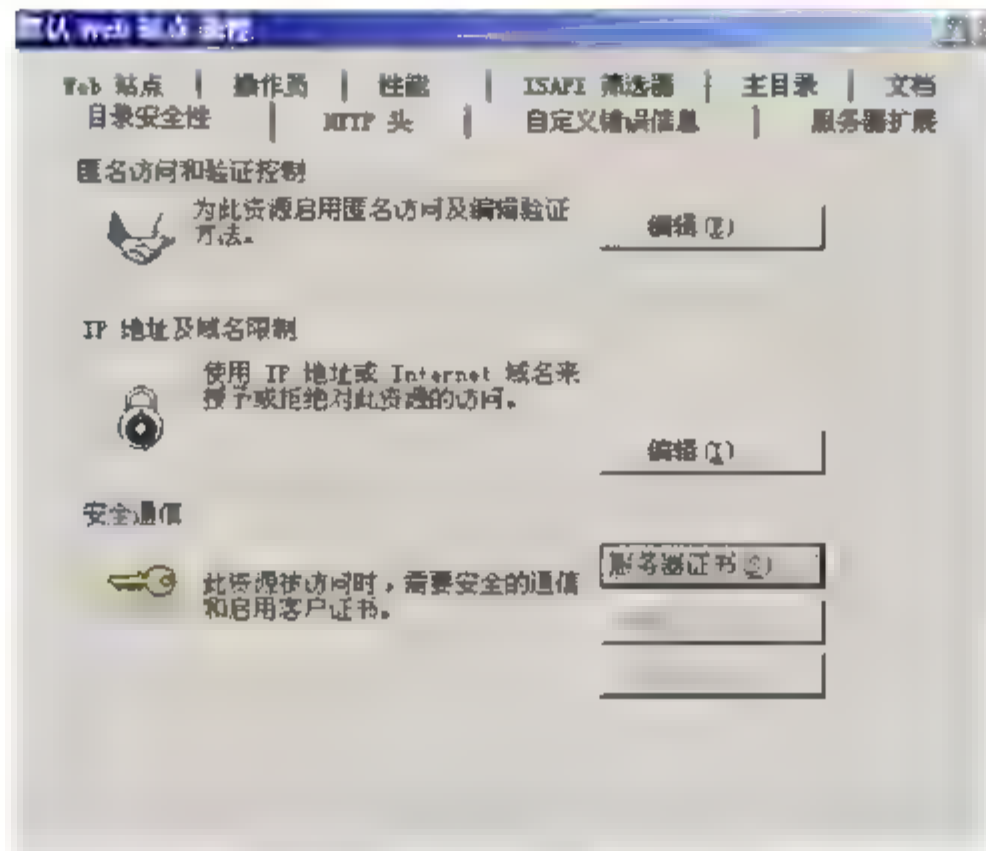 默认 Web 站点 属性
Web 站点 | 操作员 | 性能 | ISAPI 筛选器 | 主目录 | 文档
目录安全性 | HTTP 头 | 自定义错误信息 | 服务器扩展
匿名访问和验证控制
为此资源启用匿名访问及编辑验证
方法。
编辑(E)
IP 地址及域名限制
使用 IP 地址或 Internet 域名来
授予或拒绝对此资源的访问。
编辑(I)
安全通信
服务器证书(S)
此资源被访问时，需要安全的通信
和启用客户证书。